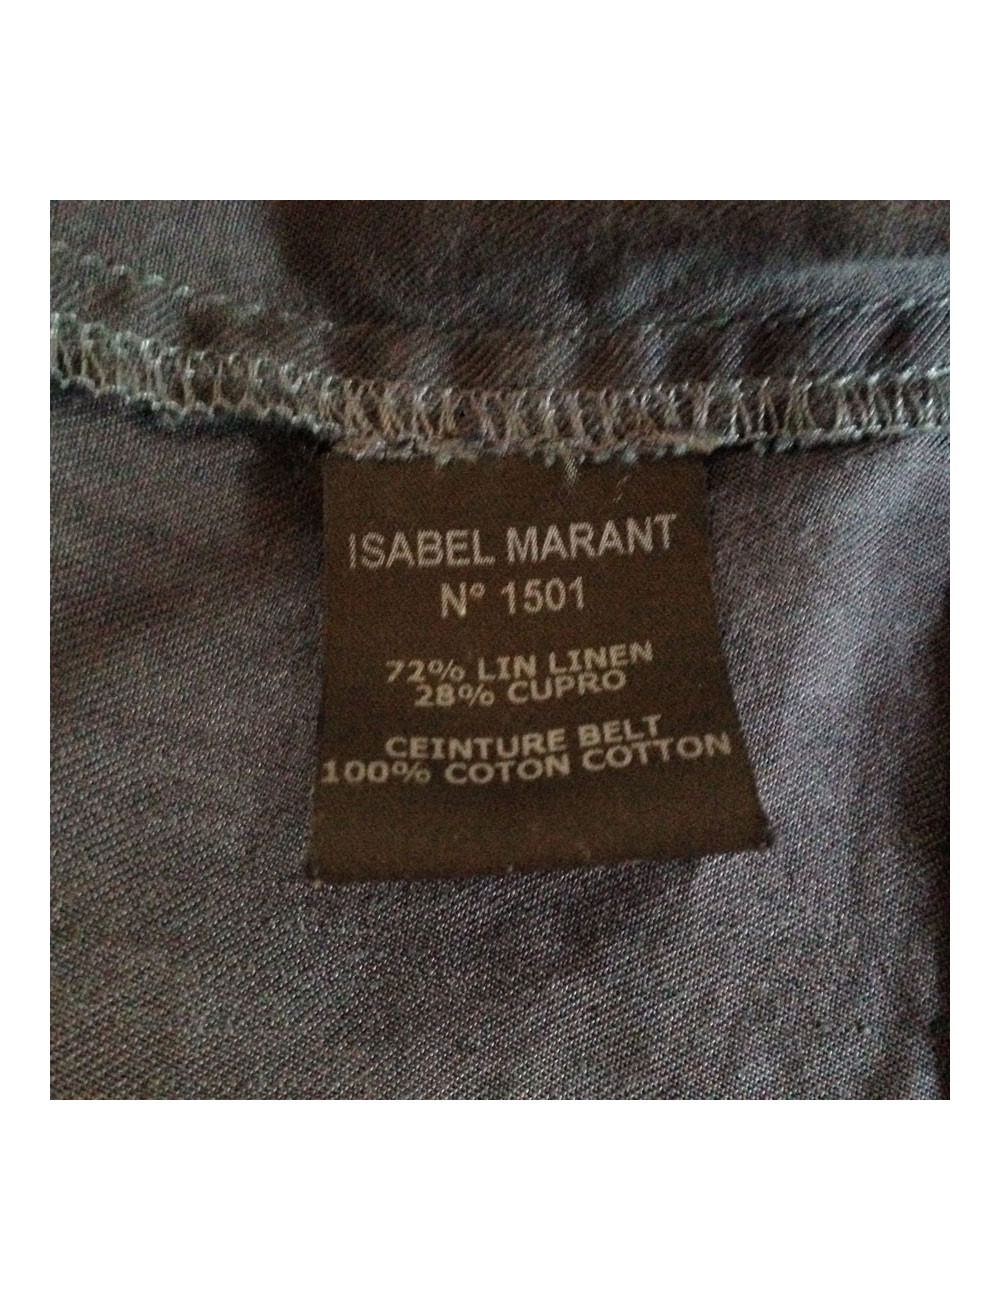 ISABEL MARANT
N° 1501
72% LIN LINEN
28% CUPRO
CEINTURE BELT
100% COTON COTTON